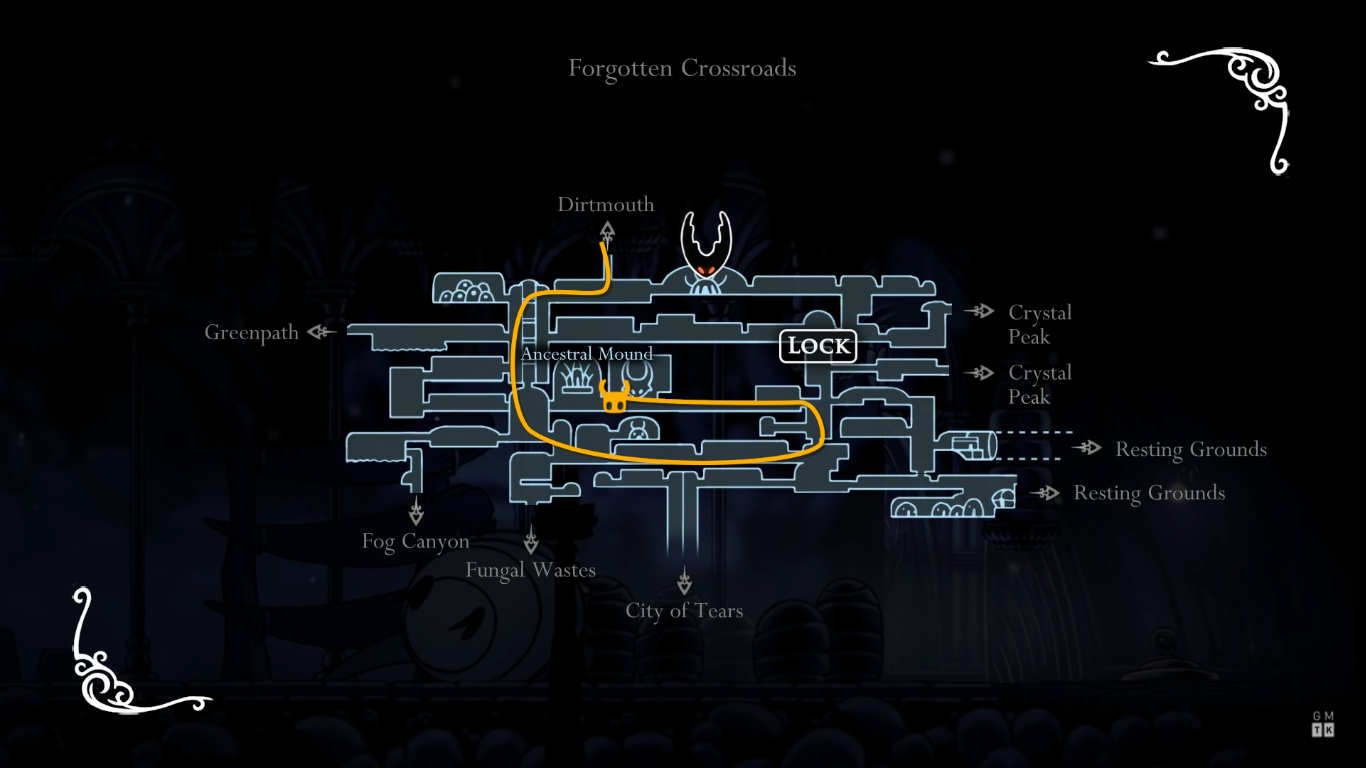 Forgotten Crossroads
Dirtmouth
Greenpath
Crystal
Peak
LOCK
Ancestral Mound
Crystal
Peak
Resting Grounds
Resting Grounds
Fog Canyon
Fungal Wastes
City of Tears
G M
T K